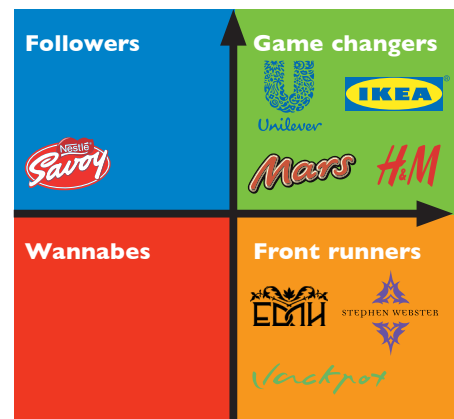 Followers
Game changers
Unilever
IKEA®
Nestlé
Savoy
Mars
H&M
Wannabes
Front runners
EDUN
STEPHEN WEBSTER
Jackpot